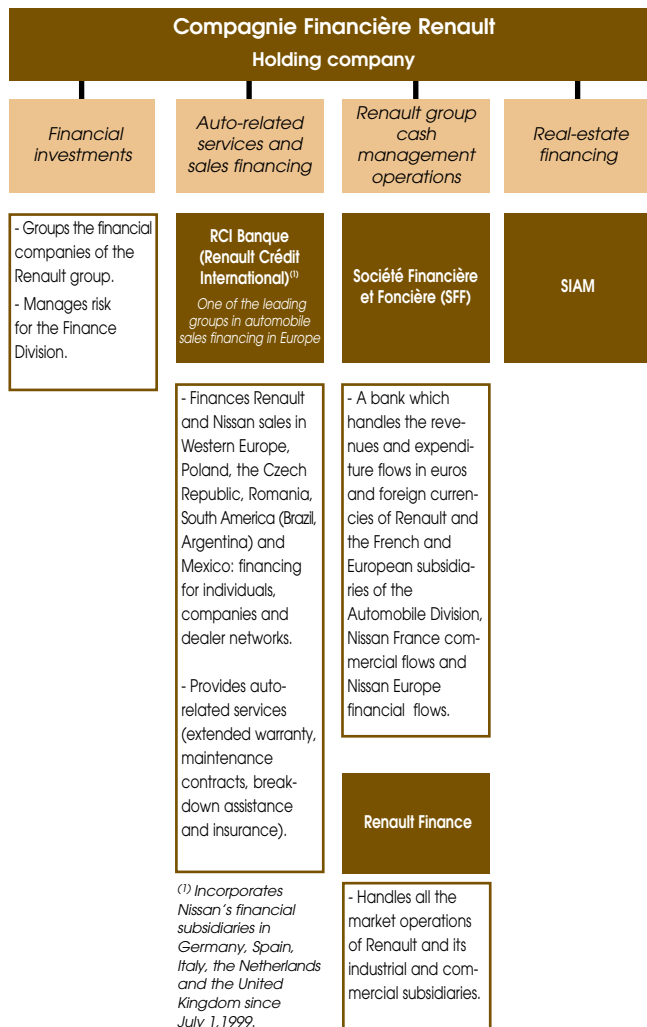 Compagnie Financière Renault
Holding company
Financial
investments
Auto-related
services and
sales financing
Renault group
cash
management
operations
Real-estate
financing
- Groups the financial
companies of the
Renault group.
- Manages risk
for the Finance
Division.
RCI Banque
(Renault Crédit
International)(1)
One of the leading
groups in automobile
sales financing in Europe
- Finances Renault
and Nissan sales in
Western Europe,
Poland, the Czech
Republic, Romania,
South America (Brazil,
Argentina) and
Mexico: financing
for individuals,
companies and
dealer networks.
- Provides auto-
related services
(extended warranty,
maintenance
contracts, break-
down assistance
and insurance).
(1) Incorporates
Nissan's financial
subsidiaries in
Germany, Spain,
Italy, the Netherlands
and the United
Kingdom since
July 1,1999.
Société Financière
et Foncière (SFF)
- A bank which
handles the reve-
nues and expendi-
ture flows in euros
and foreign curren-
cies of Renault and
the French and
European subsidia-
ries of the
Automobile Division,
Nissan France com-
mercial flows and
Nissan Europe
financial flows.
Renault Finance
- Handles all the
market operations
of Renault and its
industrial and com-
mercial subsidiaries.
SIAM